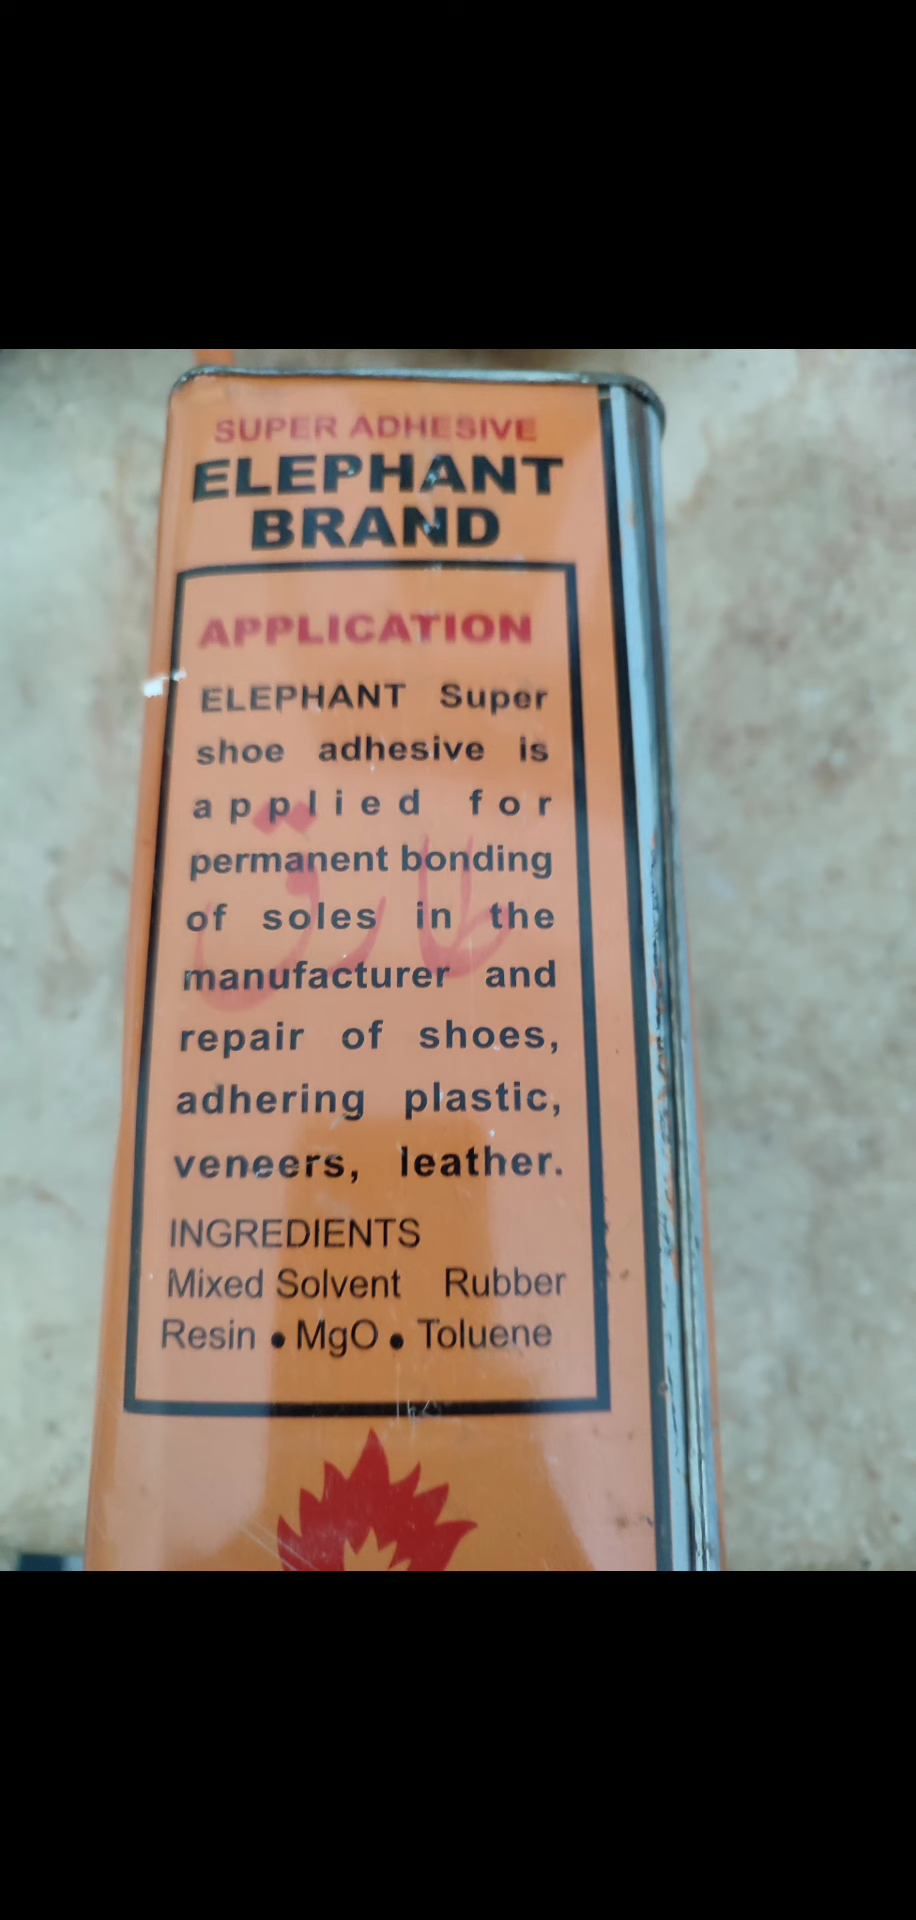 SUPER ADHESIVE
ELEPHANT
BRAND
APPLICATION
ELEPHANT Super
shoe adhesive is
applied for
permanent bonding
of soles in the
manufacturer and
repair of shoes,
adhering plastic,
veneers, leather.
طارق
INGREDIENTS
Mixed Solvent Rubber
Resin • MgO • Toluene